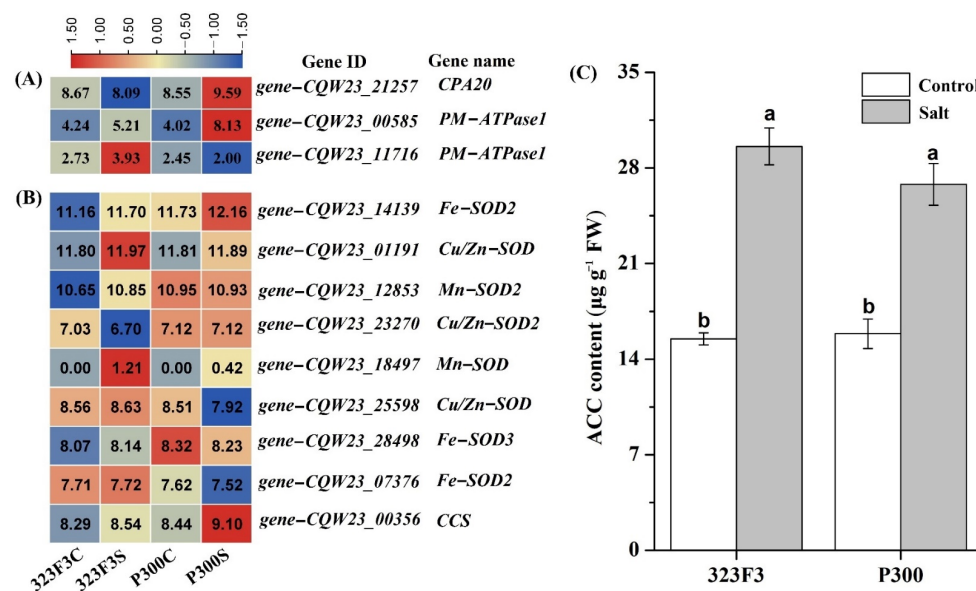 1.50 1.00 0.50 0.00 −0.50 −1.00 −1.50
Gene ID Gene name
(A)
8.67 8.09 8.55 9.59 gene−CQW23_21257 CPA20
4.24 5.21 4.02 8.13 gene−CQW23_00585 PM−ATPase1
2.73 3.93 2.45 2.00 gene−CQW23_11716 PM−ATPase1
(B)
11.16 11.70 11.73 12.16 gene−CQW23_14139 Fe−SOD2
11.80 11.97 11.81 11.89 gene−CQW23_01191 Cu/Zn−SOD
10.65 10.85 10.95 10.93 gene−CQW23_12853 Mn−SOD2
7.03 6.70 7.12 7.12 gene−CQW23_23270 Cu/Zn−SOD2
0.00 1.21 0.00 0.42 gene−CQW23_18497 Mn−SOD
8.56 8.63 8.51 7.92 gene−CQW23_25598 Cu/Zn−SOD
8.07 8.14 8.32 8.23 gene−CQW23_28498 Fe−SOD3
7.71 7.72 7.62 7.52 gene−CQW23_07376 Fe−SOD2
8.29 8.54 8.44 9.10 gene−CQW23_00356 CCS
323F3C 323F3S P300C P300S
(C)
Control
Salt
ACC content (µg g⁻¹ FW)
35
28
21
14
7
0
b a b a
323F3 P300